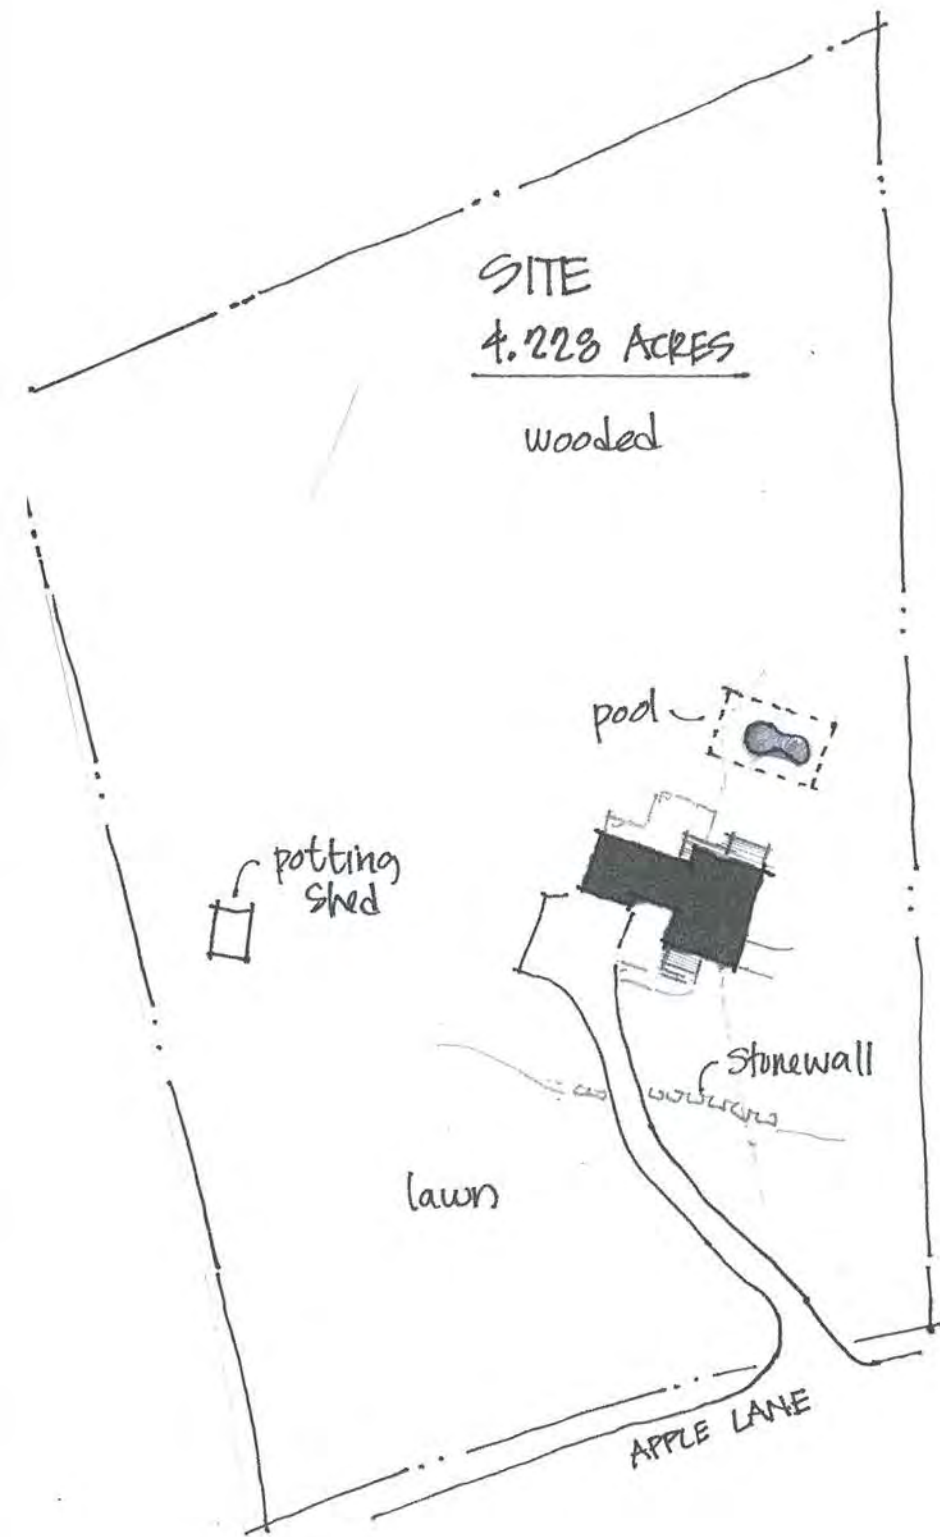 SITE
4.228 ACRES
wooded
pool
potting
shed
stonewall
lawn
APPLE LANE